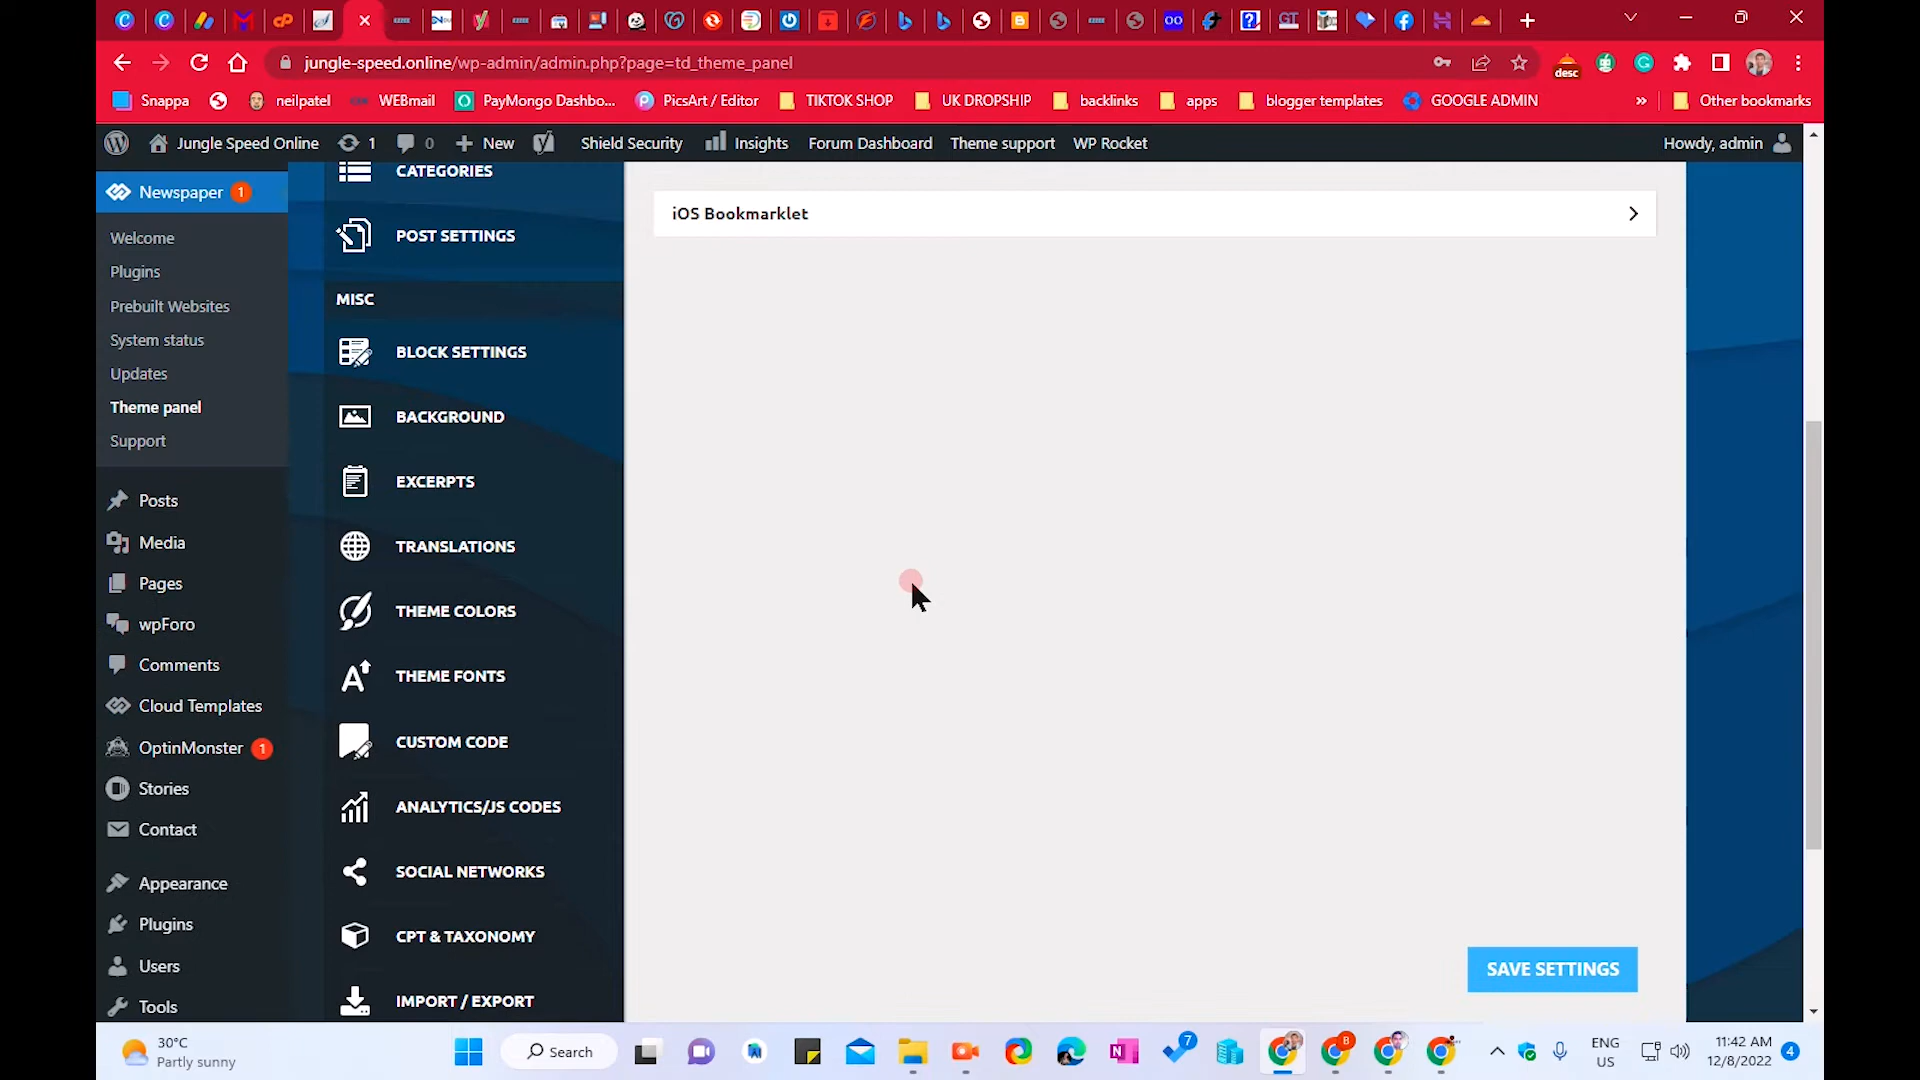 jungle-speed.online/wp-admin/admin.php?page=td_theme_panel
desc
Snappa
neilpatel
WEBmail
PayMongo Dashbo...
PicsArt / Editor
TIKTOK SHOP
UK DROPSHIP
backlinks
apps
blogger templates
GOOGLE ADMIN
»
Other bookmarks
Jungle Speed Online
1
0
New
Shield Security
Insights
Forum Dashboard
Theme support
WP Rocket
Howdy, admin
Newspaper 1
Welcome
Plugins
Prebuilt Websites
System status
Updates
Theme panel
Support
Posts
Media
Pages
wpForo
Comments
Cloud Templates
OptinMonster 1
Stories
Contact
Appearance
Plugins
Users
Tools
CATEGORIES
POST SETTINGS
MISC
BLOCK SETTINGS
BACKGROUND
EXCERPTS
TRANSLATIONS
THEME COLORS
THEME FONTS
CUSTOM CODE
ANALYTICS/JS CODES
SOCIAL NETWORKS
CPT & TAXONOMY
IMPORT / EXPORT
iOS Bookmarklet
SAVE SETTINGS
30°C
Partly sunny
Search
7
8
ENG
US
11:42 AM
12/8/2022
4